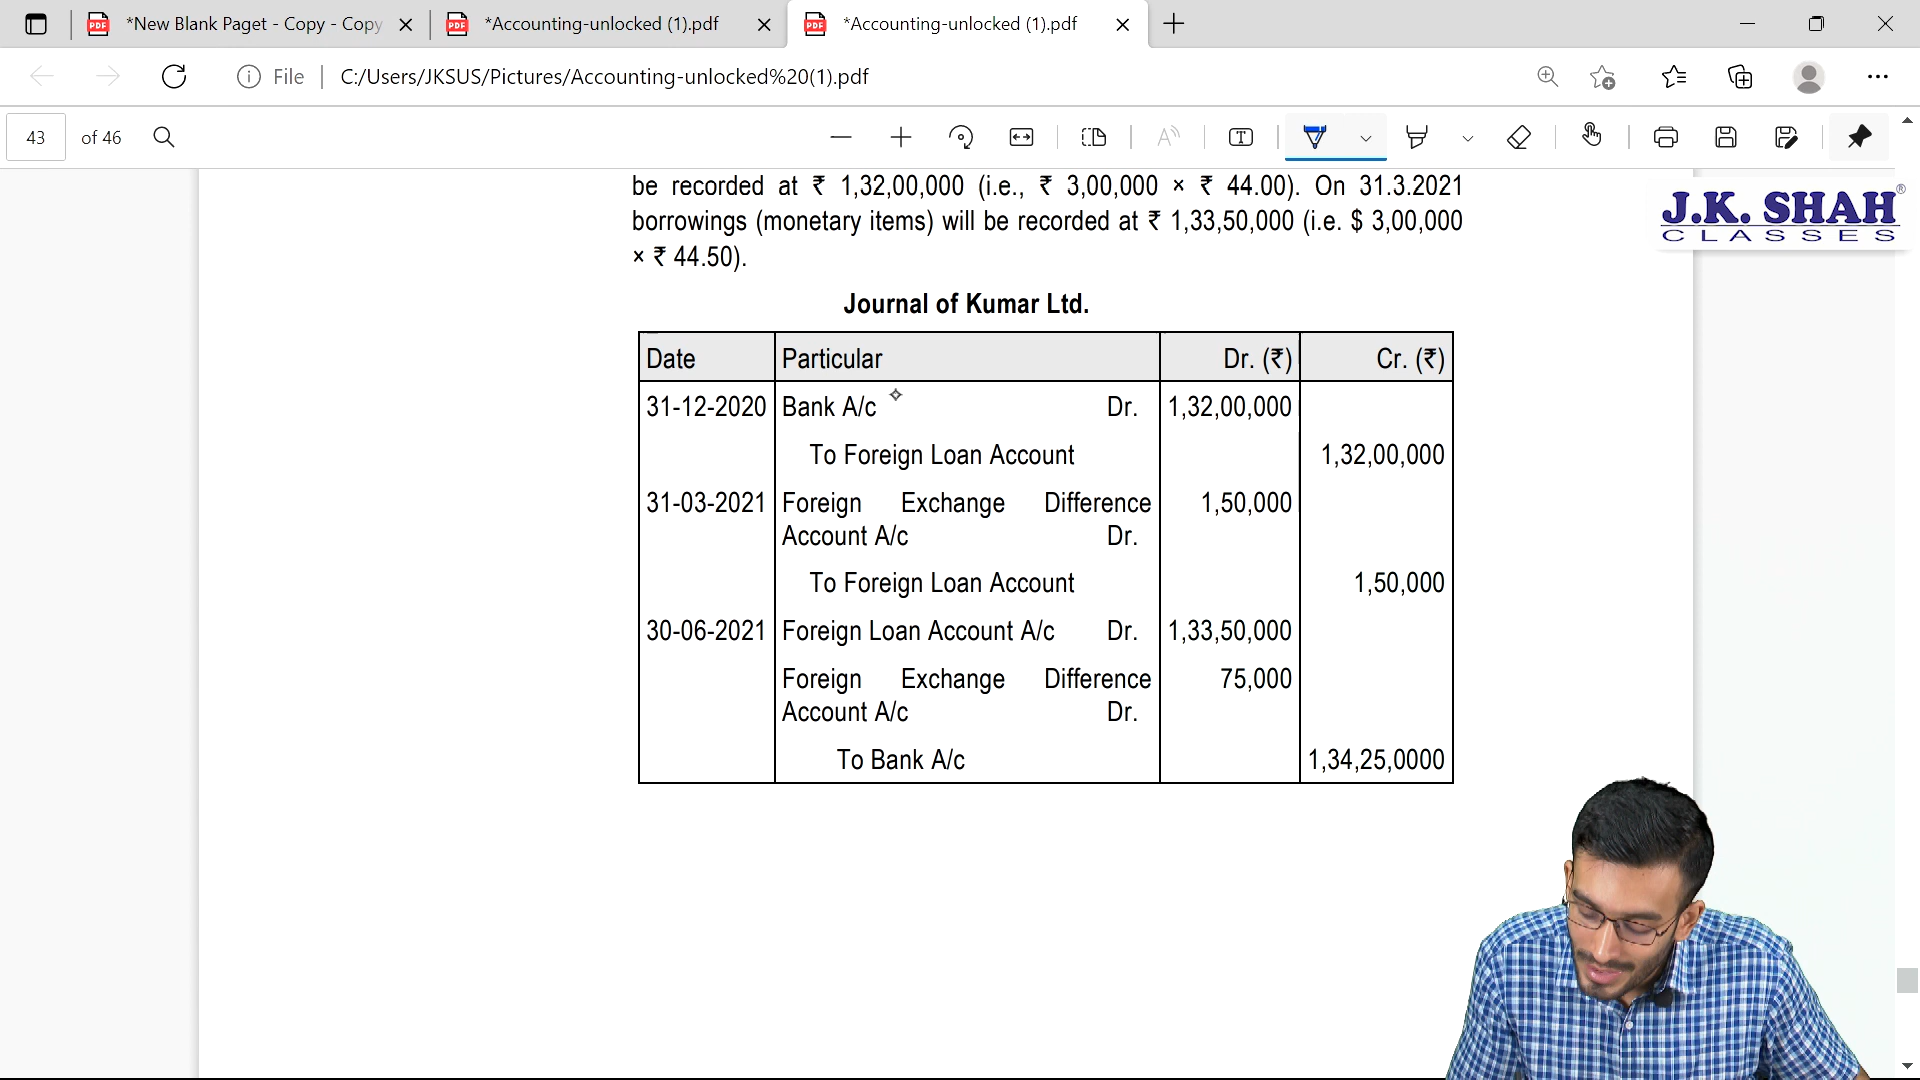 *New Blank Paget - Copy - Copy
*Accounting-unlocked (1).pdf
*Accounting-unlocked (1).pdf
File
C:/Users/JKSUS/Pictures/Accounting-unlocked%20(1).pdf
43 of 46
be recorded at ₹ 1,32,00,000 (i.e., ₹ 3,00,000 × ₹ 44.00). On 31.3.2021
borrowings (monetary items) will be recorded at ₹ 1,33,50,000 (i.e. $ 3,00,000
× ₹ 44.50).
J.K. SHAH®
CLASSES
Journal of Kumar Ltd.
Date Particular Dr. (₹) Cr. (₹)
31-12-2020 Bank A/c Dr. 1,32,00,000
To Foreign Loan Account 1,32,00,000
31-03-2021 Foreign Exchange Difference 1,50,000
Account A/c Dr.
To Foreign Loan Account 1,50,000
30-06-2021 Foreign Loan Account A/c Dr. 1,33,50,000
Foreign Exchange Difference 75,000
Account A/c Dr.
To Bank A/c 1,34,25,0000